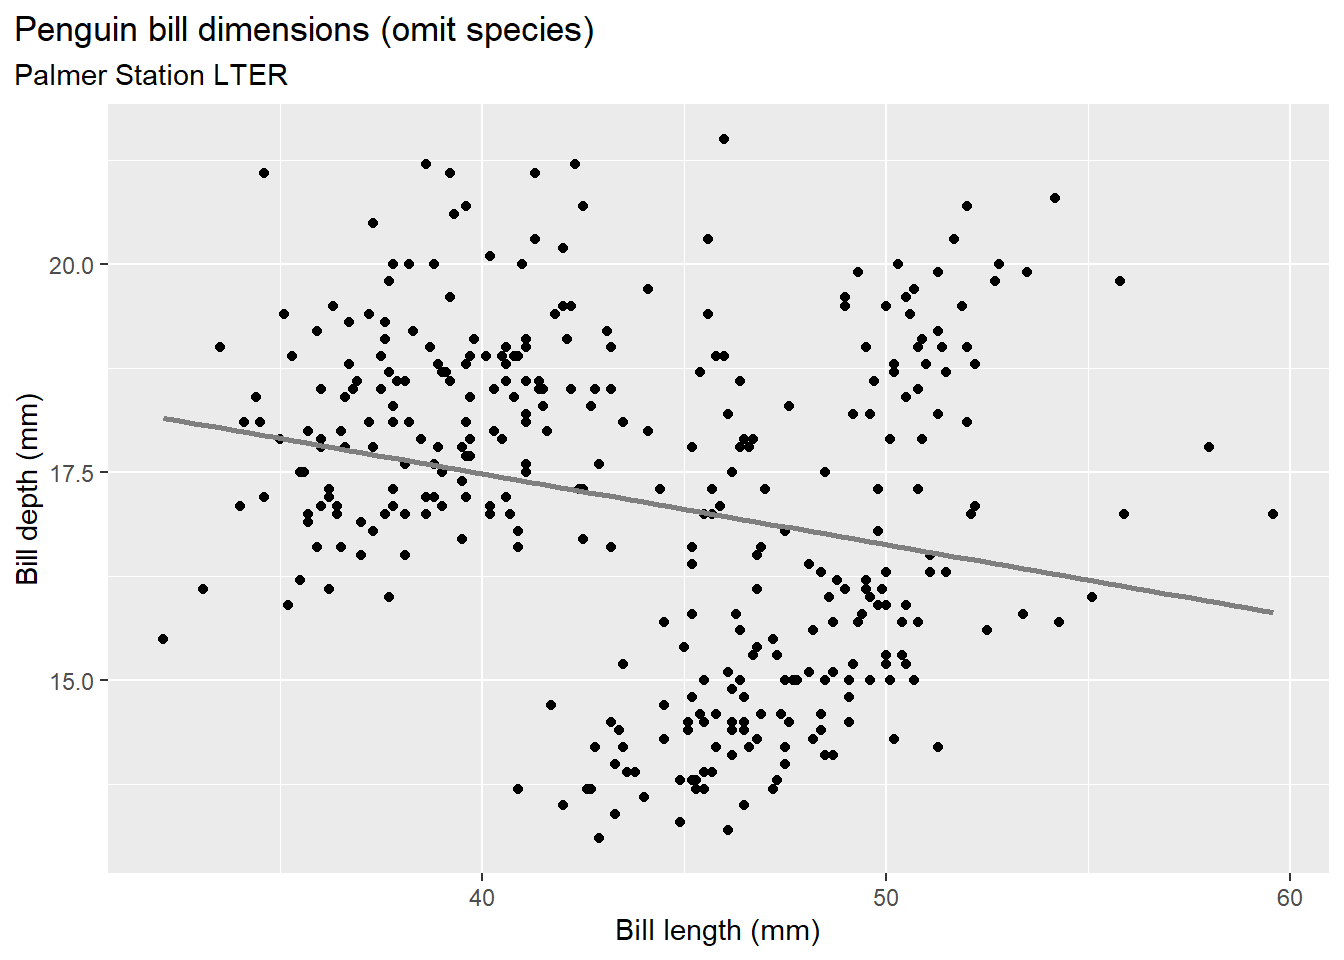 Penguin bill dimensions (omit species)
Palmer Station LTER
20.0
17.5
15.0
Bill depth (mm)
40
50
60
Bill length (mm)